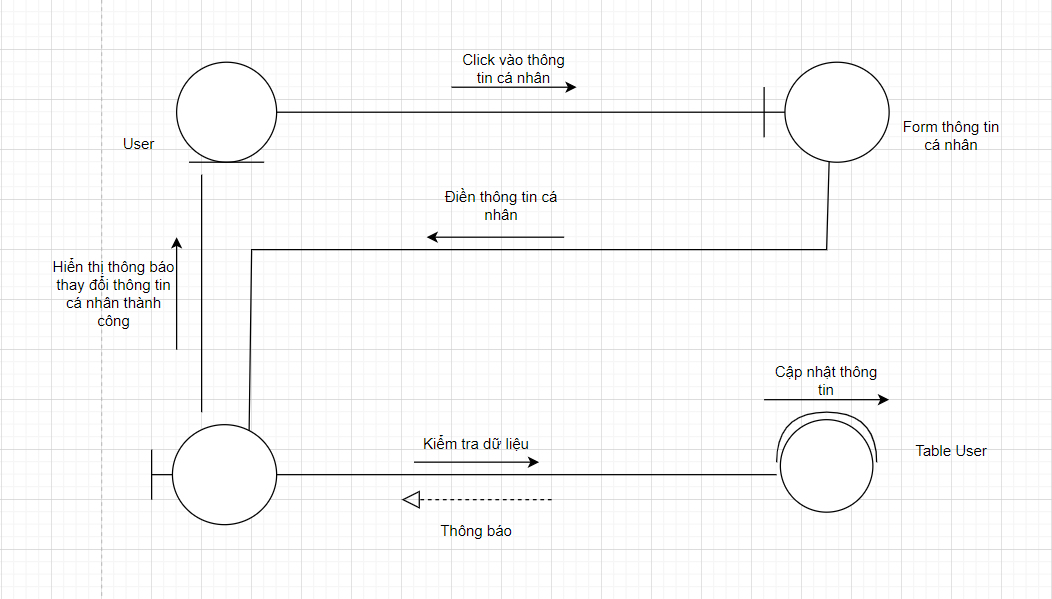 Click vào thông
tin cá nhân
User
Form thông tin
cá nhân
Điền thông tin cá
nhân
Hiển thị thông báo
thay đổi thông tin
cá nhân thành
công
Cập nhật thông
tin
Kiểm tra dữ liệu
Table User
Thông báo